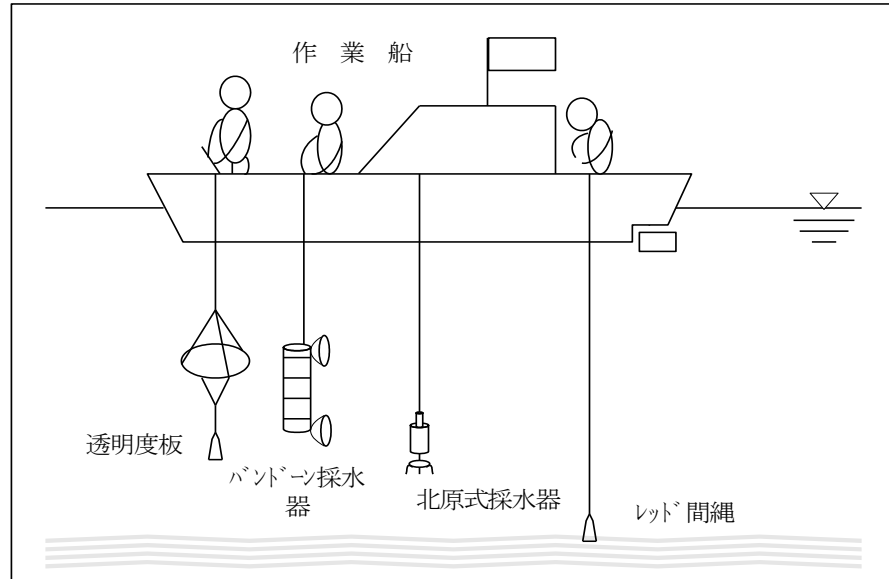 作 業 船
透明度板
ﾊﾞﾝﾄﾞｰﾝ採水
器
北原式採水器
ﾚｯﾄﾞ間縄